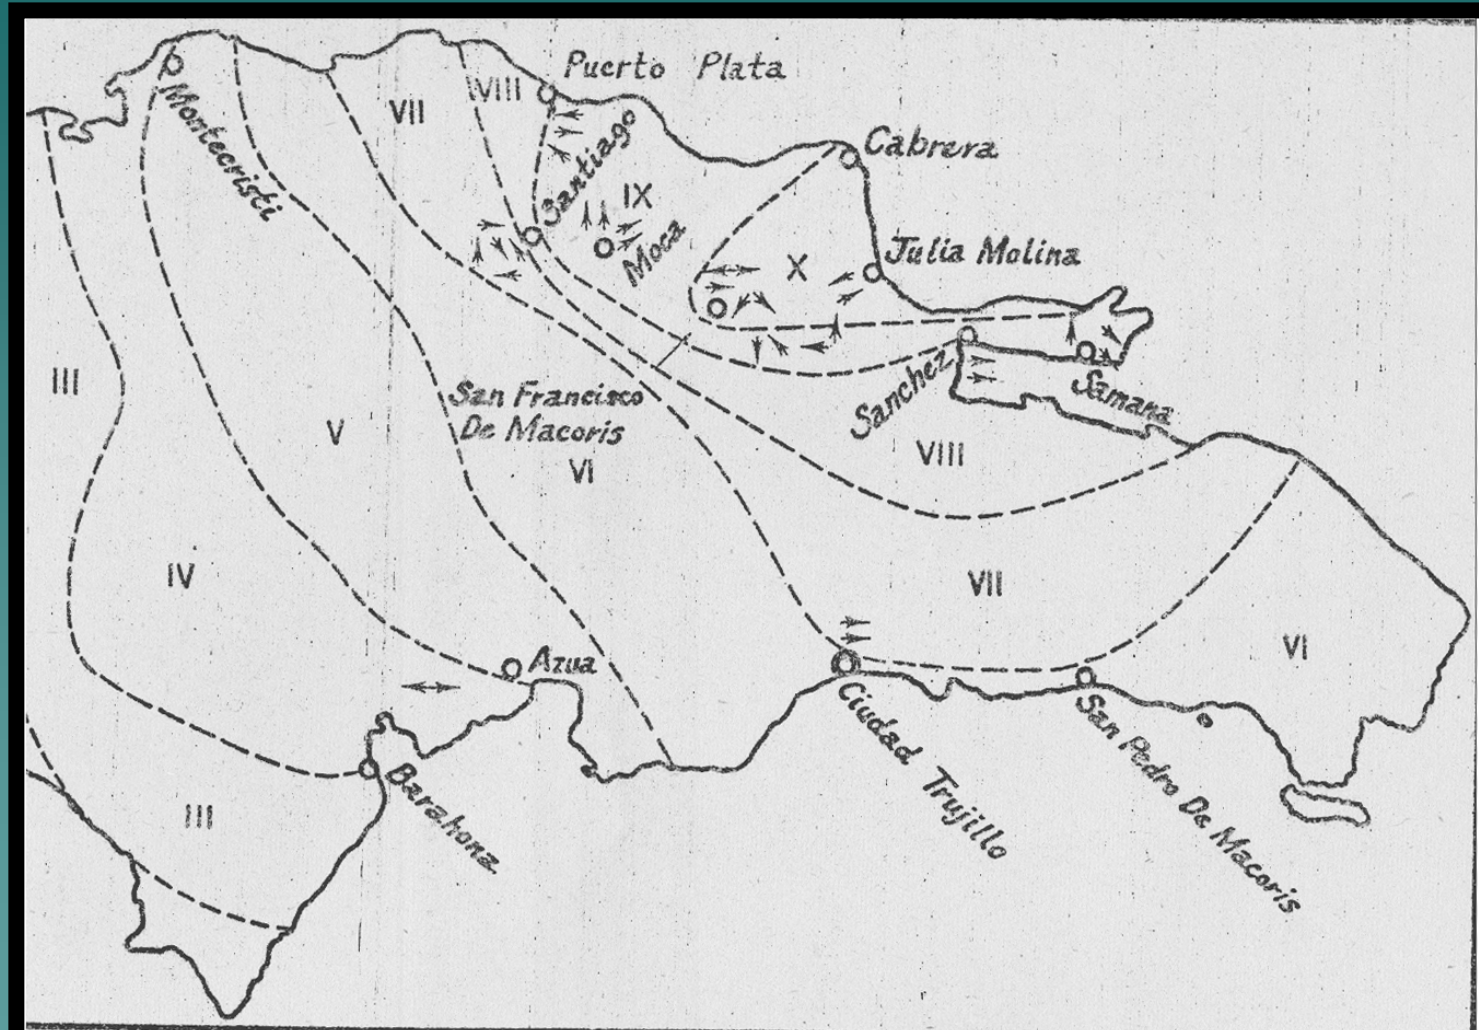 Puerto Plata
VIII
VII
Montecristi
Santiago
Cabrera
IX
Moca
Julia Molina
X
III
San Francisco
De Macoris
V
VI
Sanchez
Samana
VIII
IV
VII
VI
Azua
Ciudad Trujillo
San Pedro De Macoris
Barahona
III